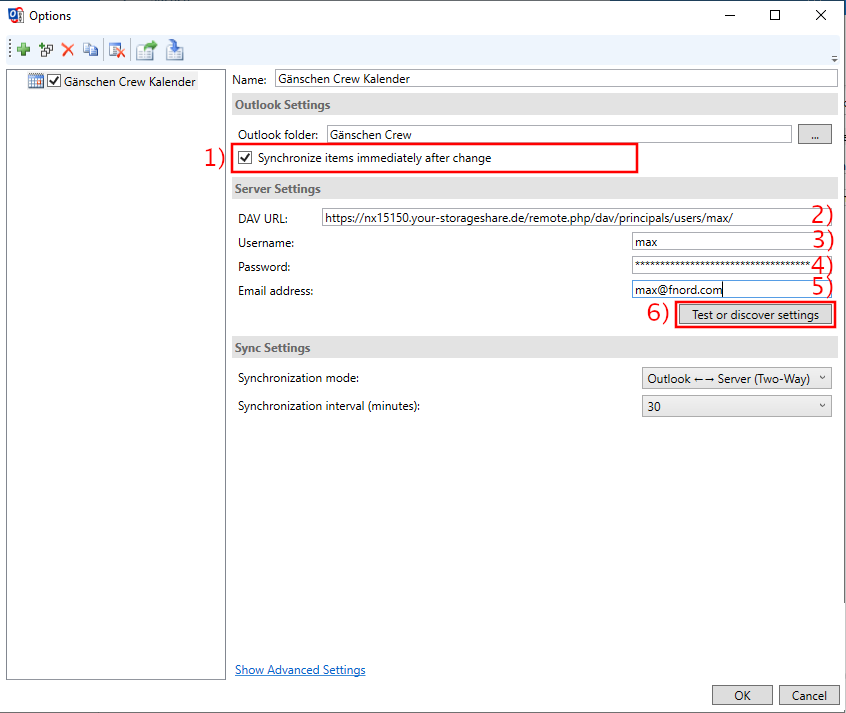 Options
Gänschen Crew Kalender
Name: Gänschen Crew Kalender
Outlook Settings
Outlook folder: Gänschen Crew ...
1) Synchronize items immediately after change
Server Settings
DAV URL: https://nx15150.your-storageshare.de/remote.php/dav/principals/users/max/ 2)
Username: max 3)
Password: *********************************** 4)
Email address: max@fnord.com 5)
6) Test or discover settings
Sync Settings
Synchronization mode: Outlook ←→ Server (Two-Way)
Synchronization interval (minutes): 30
Show Advanced Settings
OK Cancel